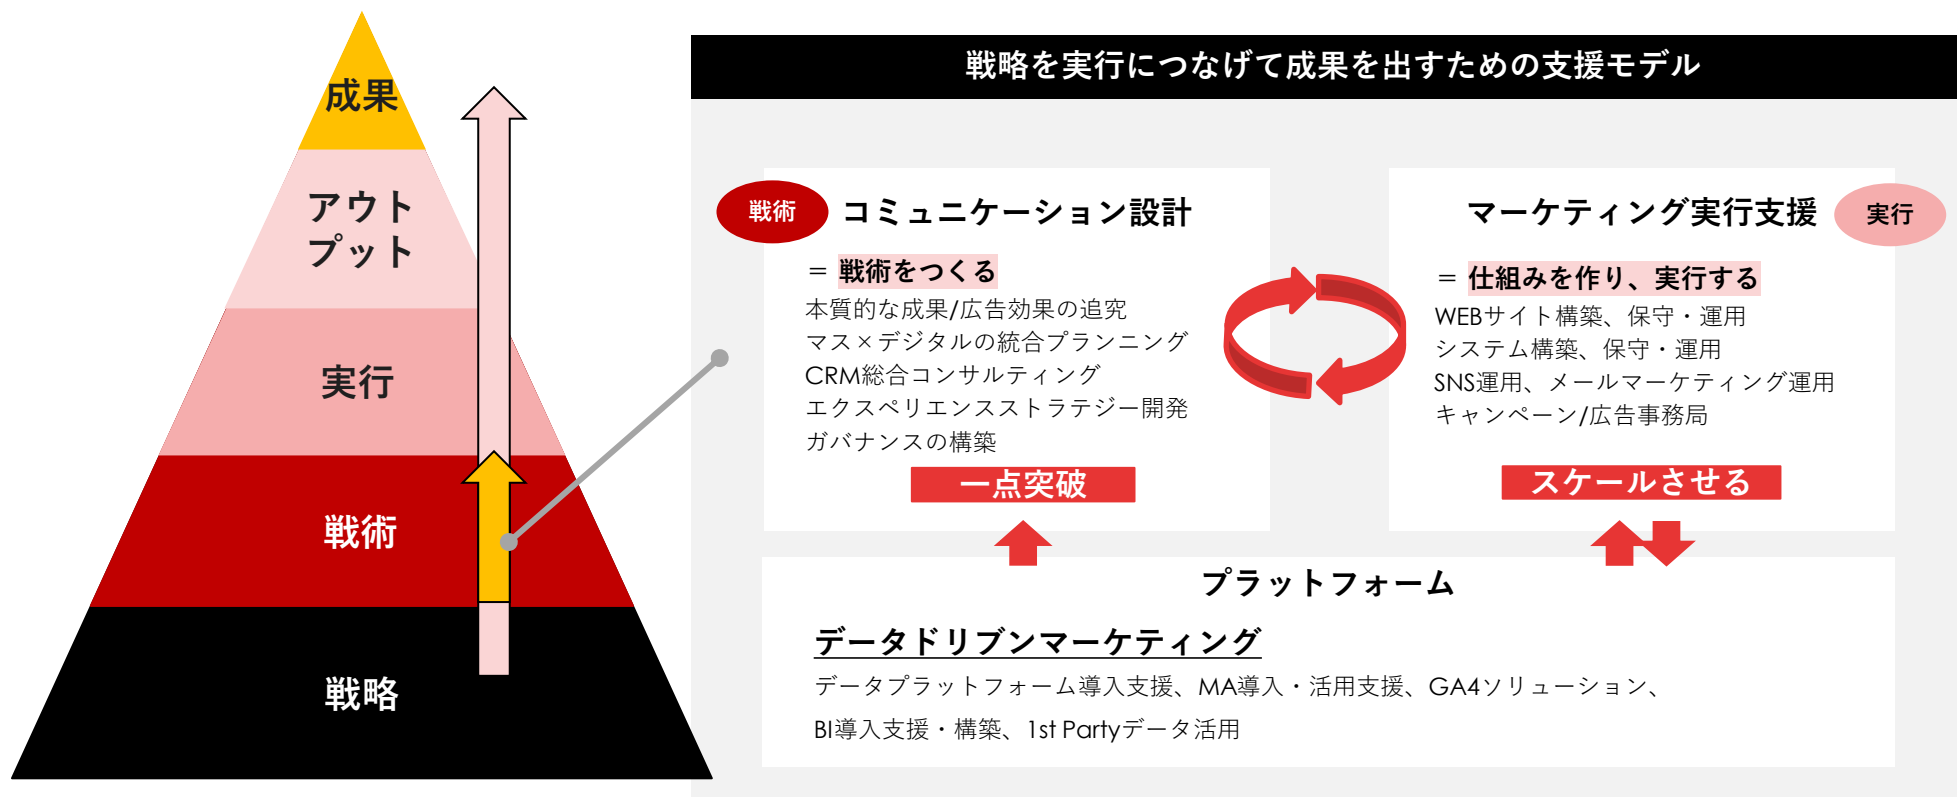 成果
アウト
プット
実行
戦術
戦略
戦略を実行につなげて成果を出すための支援モデル
戦術
コミュニケーション設計
＝ 戦術をつくる
本質的な成果/広告効果の追究
マス×デジタルの統合プランニング
CRM総合コンサルティング
エクスペリエンスストラテジー開発
ガバナンスの構築
一点突破
マーケティング実行支援
実行
＝ 仕組みを作り、実行する
WEBサイト構築、保守・運用
システム構築、保守・運用
SNS運用、メールマーケティング運用
キャンペーン/広告事務局
スケールさせる
プラットフォーム
データドリブンマーケティング
データプラットフォーム導入支援、MA導入・活用支援、GA4ソリューション、
BI導入支援・構築、1st Partyデータ活用